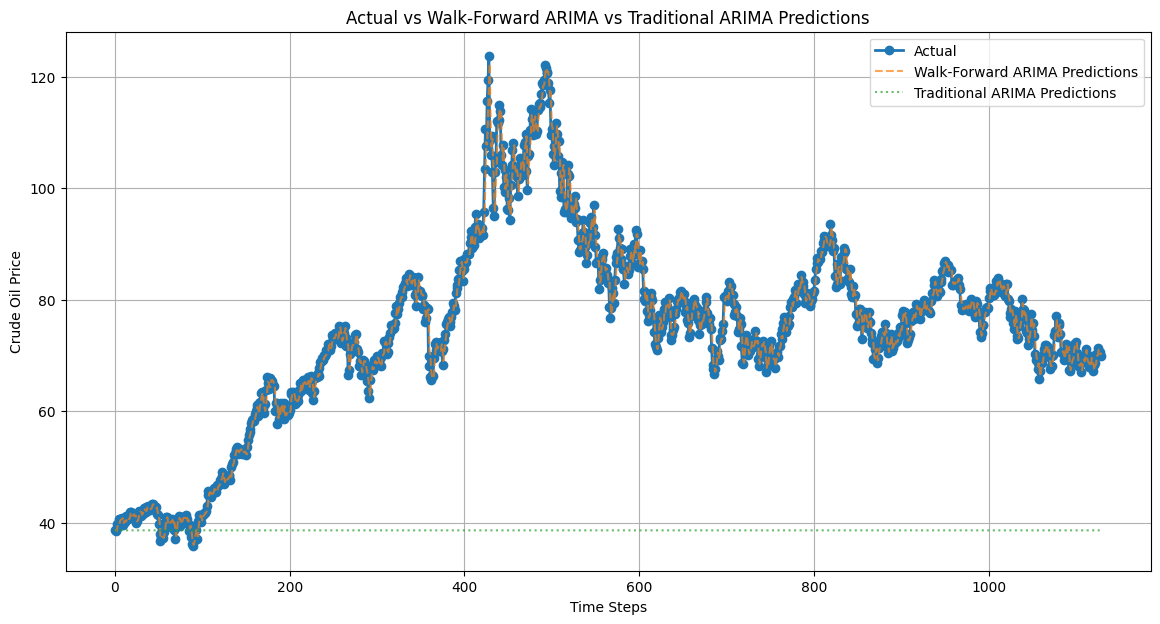 Actual vs Walk-Forward ARIMA vs Traditional ARIMA Predictions
Actual
Walk-Forward ARIMA Predictions
Traditional ARIMA Predictions
Crude Oil Price
120
100
80
60
40
0
200
400
600
800
1000
Time Steps